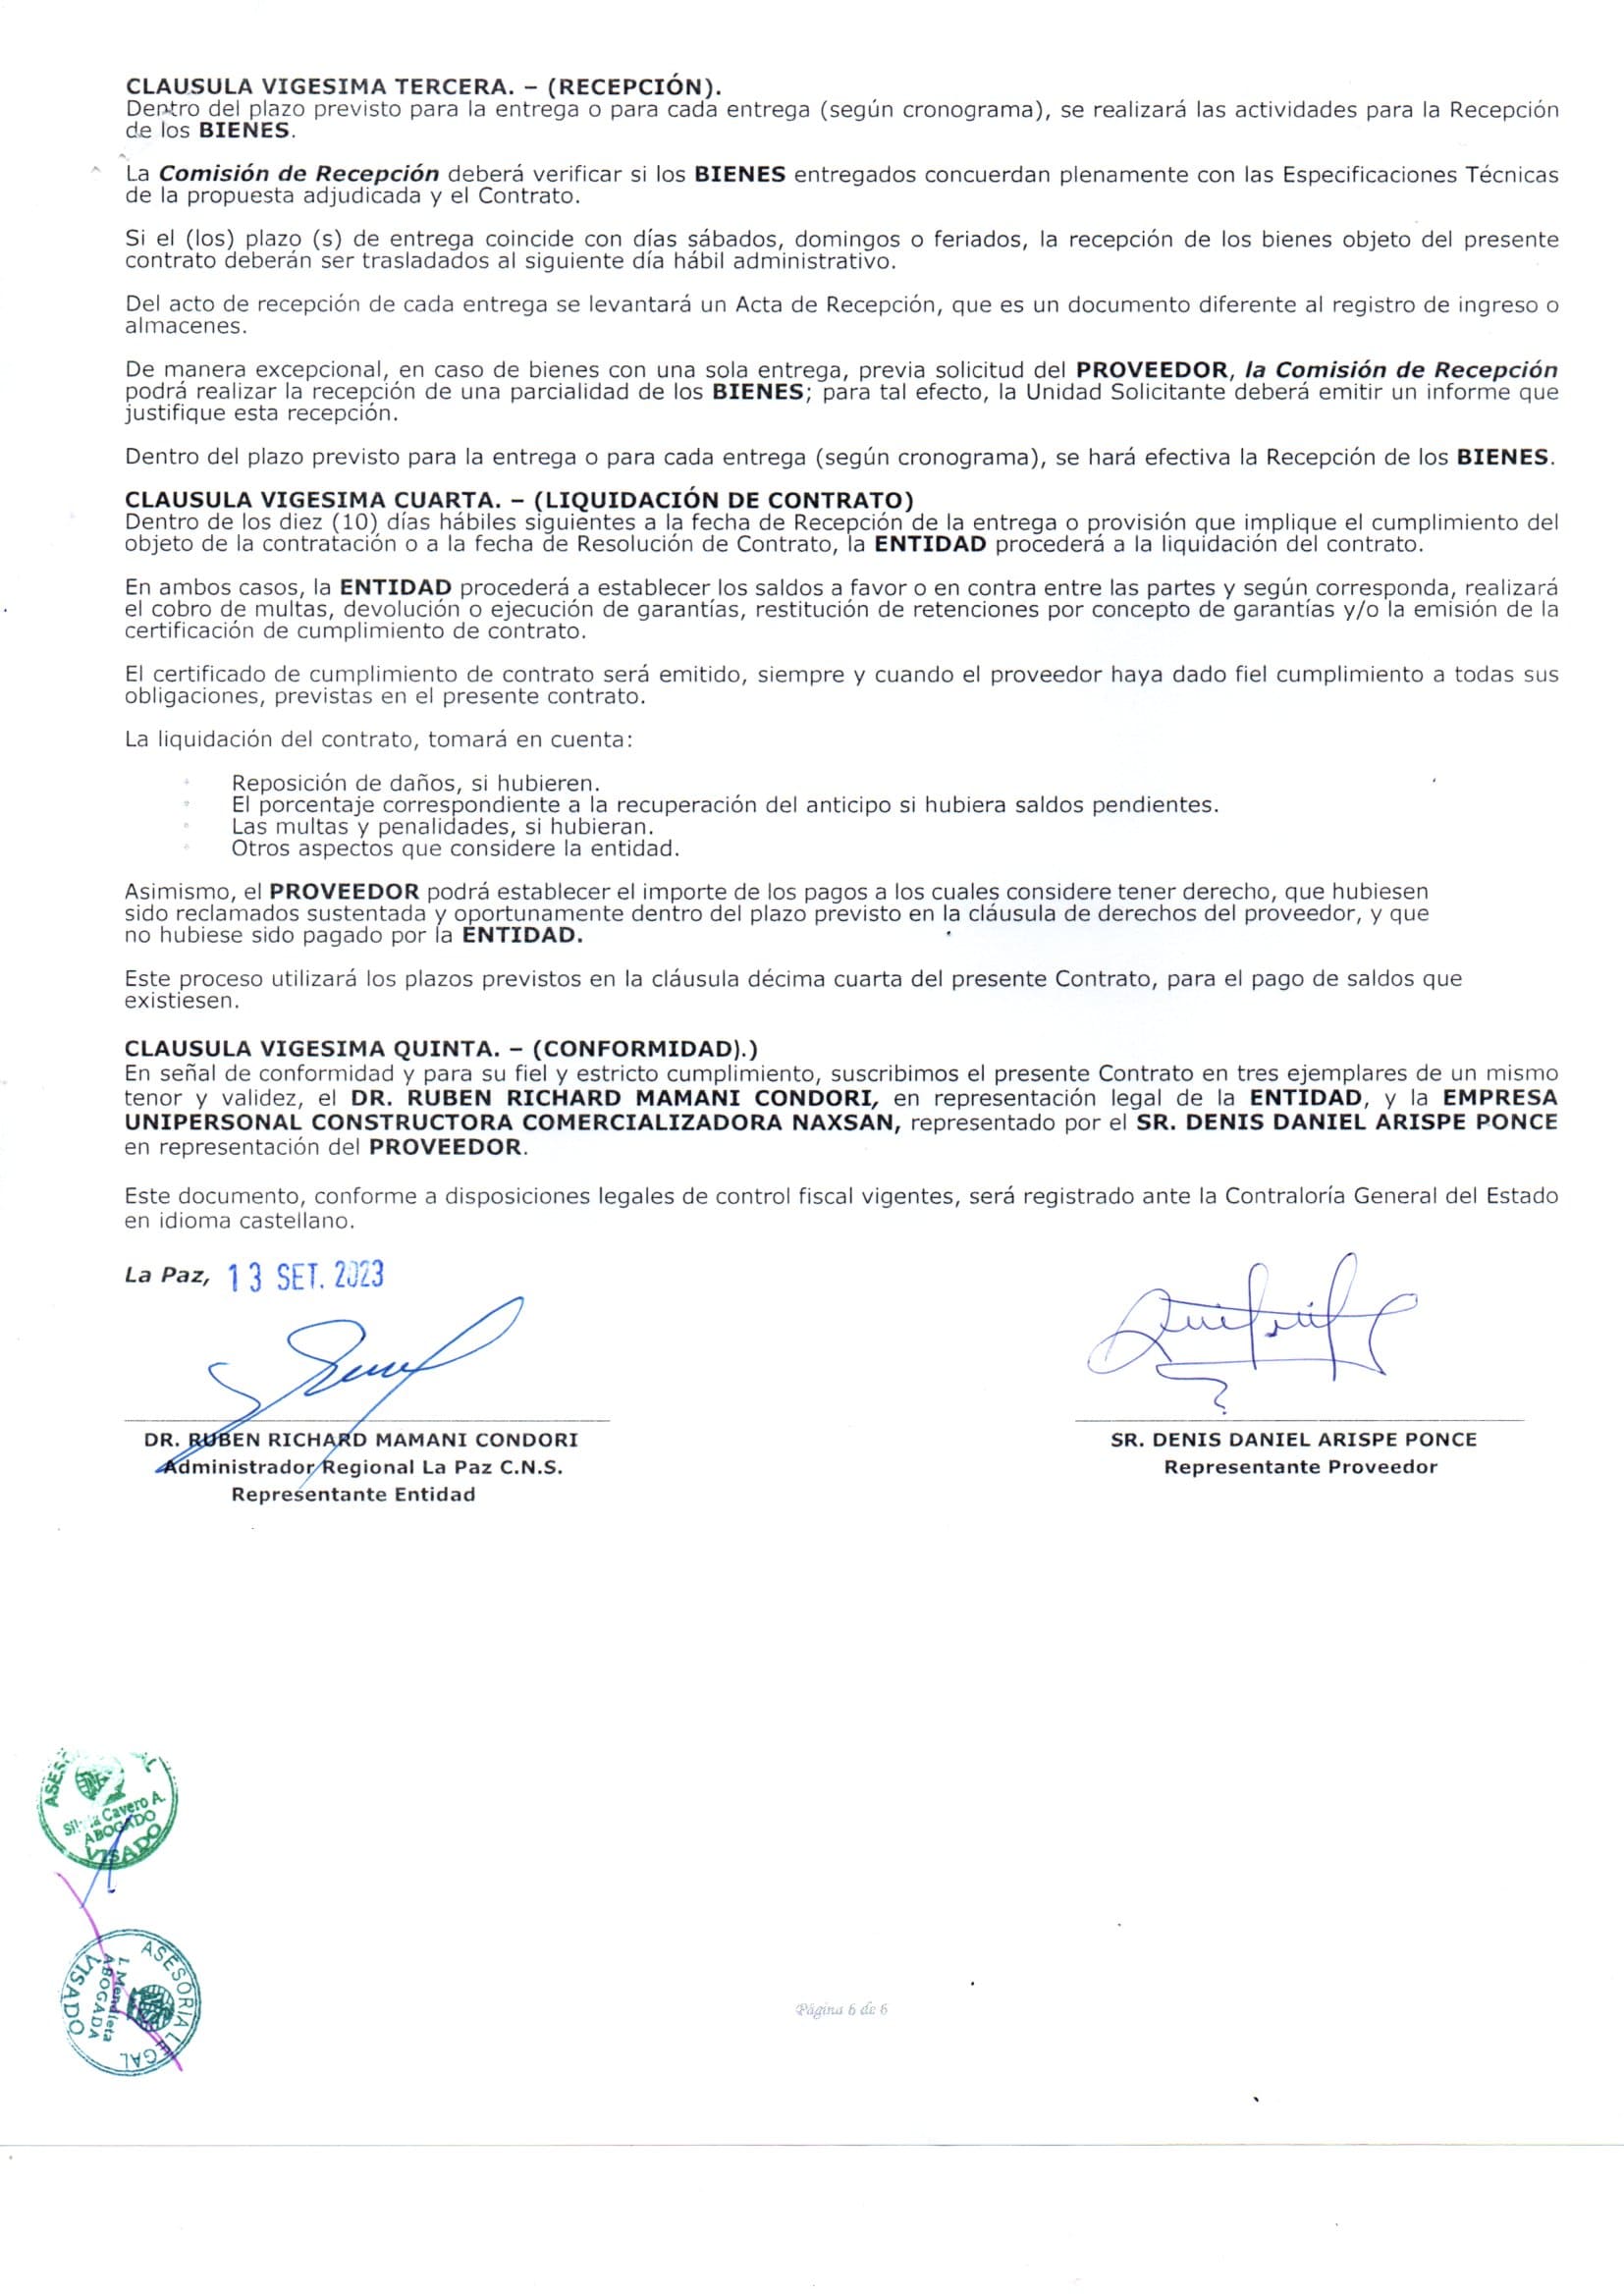 CLAUSULA VIGESIMA TERCERA. – (RECEPCIÓN).
Dentro del plazo previsto para la entrega o para cada entrega (según cronograma), se realizará las actividades para la Recepción
de los BIENES.
La Comisión de Recepción deberá verificar si los BIENES entregados concuerdan plenamente con las Especificaciones Técnicas
de la propuesta adjudicada y el Contrato.
Si el (los) plazo (s) de entrega coincide con días sábados, domingos o feriados, la recepción de los bienes objeto del presente
contrato deberán ser trasladados al siguiente día hábil administrativo.
Del acto de recepción de cada entrega se levantará un Acta de Recepción, que es un documento diferente al registro de ingreso o
almacenes.
De manera excepcional, en caso de bienes con una sola entrega, previa solicitud del PROVEEDOR, la Comisión de Recepción
podrá realizar la recepción de una parcialidad de los BIENES; para tal efecto, la Unidad Solicitante deberá emitir un informe que
justifique esta recepción.
Dentro del plazo previsto para la entrega o para cada entrega (según cronograma), se hará efectiva la Recepción de los BIENES.
CLAUSULA VIGESIMA CUARTA. – (LIQUIDACIÓN DE CONTRATO)
Dentro de los diez (10) días hábiles siguientes a la fecha de Recepción de la entrega o provisión que implique el cumplimiento del
objeto de la contratación o a la fecha de Resolución de Contrato, la ENTIDAD procederá a la liquidación del contrato.
En ambos casos, la ENTIDAD procederá a establecer los saldos a favor o en contra entre las partes y según corresponda, realizará
el cobro de multas, devolución o ejecución de garantías, restitución de retenciones por concepto de garantías y/o la emisión de la
certificación de cumplimiento de contrato.
El certificado de cumplimiento de contrato será emitido, siempre y cuando el proveedor haya dado fiel cumplimiento a todas sus
obligaciones, previstas en el presente contrato.
La liquidación del contrato, tomará en cuenta:
Reposición de daños, si hubieren.
El porcentaje correspondiente a la recuperación del anticipo si hubiera saldos pendientes.
Las multas y penalidades, si hubieran.
Otros aspectos que considere la entidad.
Asimismo, el PROVEEDOR podrá establecer el importe de los pagos a los cuales considere tener derecho, que hubiesen
sido reclamados sustentada y oportunamente dentro del plazo previsto en la cláusula de derechos del proveedor, y que
no hubiese sido pagado por la ENTIDAD.
Este proceso utilizará los plazos previstos en la cláusula décima cuarta del presente Contrato, para el pago de saldos que
existiesen.
CLAUSULA VIGESIMA QUINTA. – (CONFORMIDAD).)
En señal de conformidad y para su fiel y estricto cumplimiento, suscribimos el presente Contrato en tres ejemplares de un mismo
tenor y validez, el DR. RUBEN RICHARD MAMANI CONDORI, en representación legal de la ENTIDAD, y la EMPRESA
UNIPERSONAL CONSTRUCTORA COMERCIALIZADORA NAXSAN, representado por el SR. DENIS DANIEL ARISPE PONCE
en representación del PROVEEDOR.
Este documento, conforme a disposiciones legales de control fiscal vigentes, será registrado ante la Contraloría General del Estado
en idioma castellano.
La Paz, 13 SET. 2023
DR. RUBEN RICHARD MAMANI CONDORI
Administrador Regional La Paz C.N.S.
Representante Entidad
SR. DENIS DANIEL ARISPE PONCE
Representante Proveedor
Cavero A.
ABOGADO
VISADO
ASESORIA LEGAL
L. Mendieta
ABOGADA
VISADO
Página 6 de 6